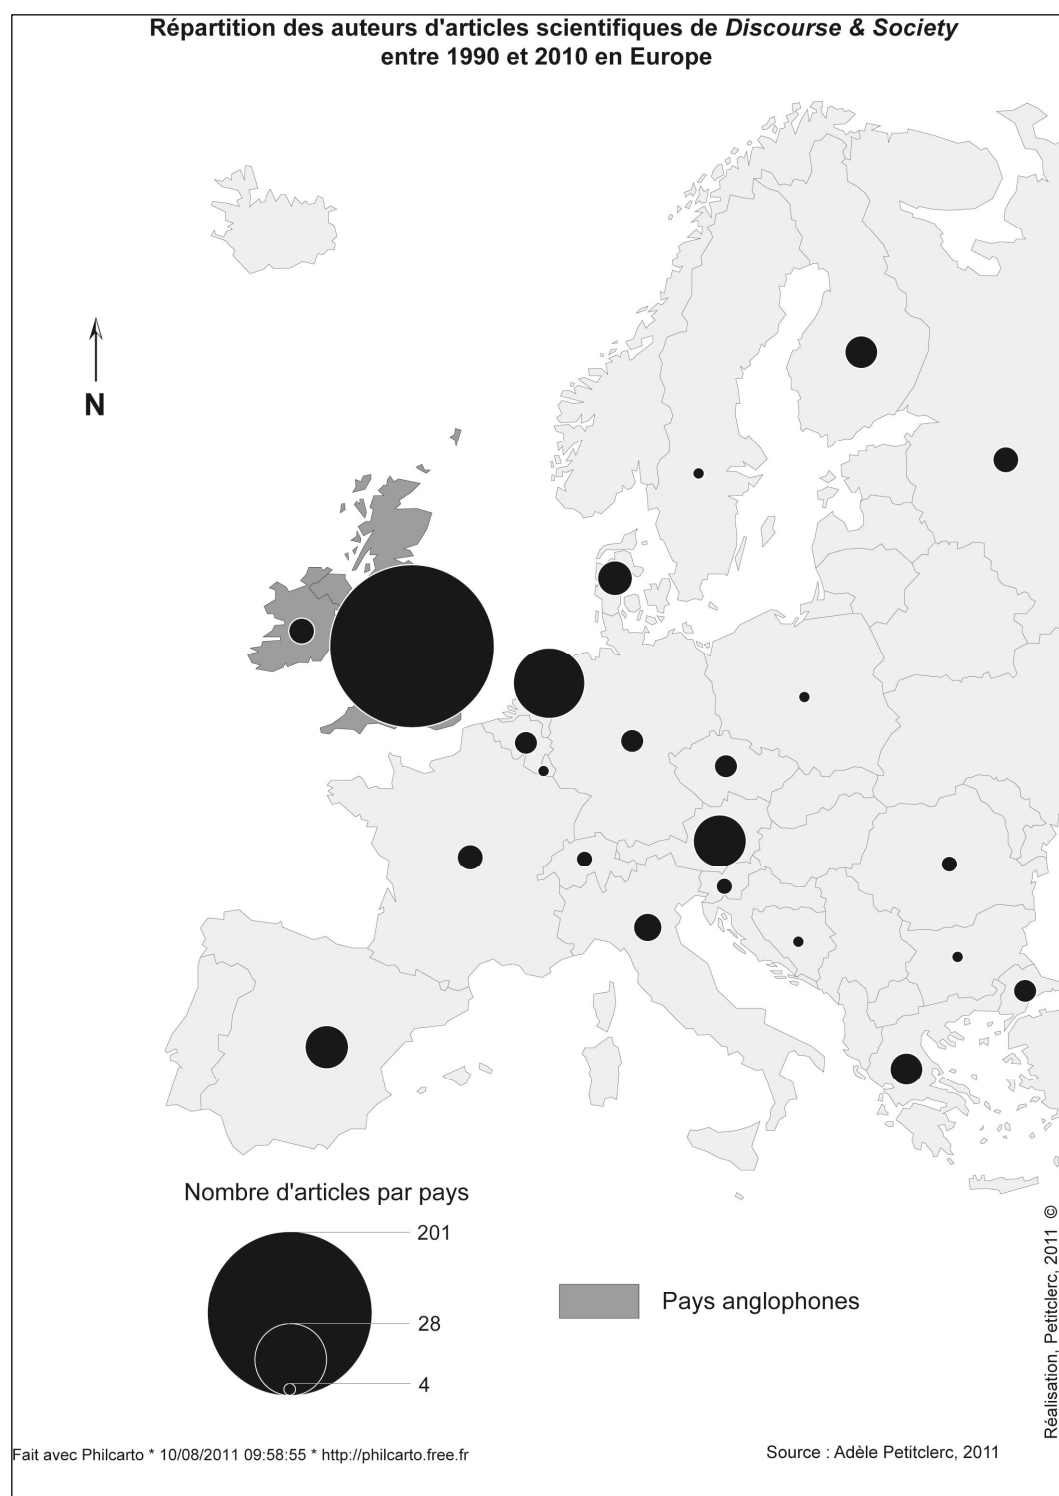 Répartition des auteurs d'articles scientifiques de Discourse & Society
entre 1990 et 2010 en Europe
N
Nombre d'articles par pays
201
28
4
Pays anglophones
Réalisation, Petitclerc, 2011 ©
Fait avec Philcarto * 10/08/2011 09:58:55 * http://philcarto.free.fr
Source : Adèle Petitclerc, 2011